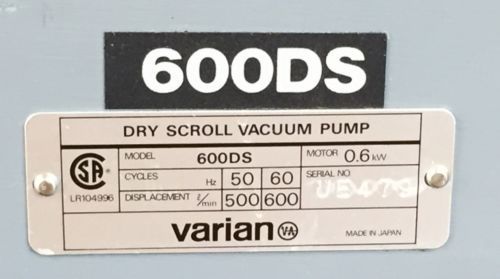 600DS
DRY SCROLL VACUUM PUMP
MODEL 600DS MOTOR 0.6 kW
CYCLES Hz 50 60 SERIAL NO
LR104996 DISPLACEMENT ℓ/min 500 600
varian VA
MADE IN JAPAN